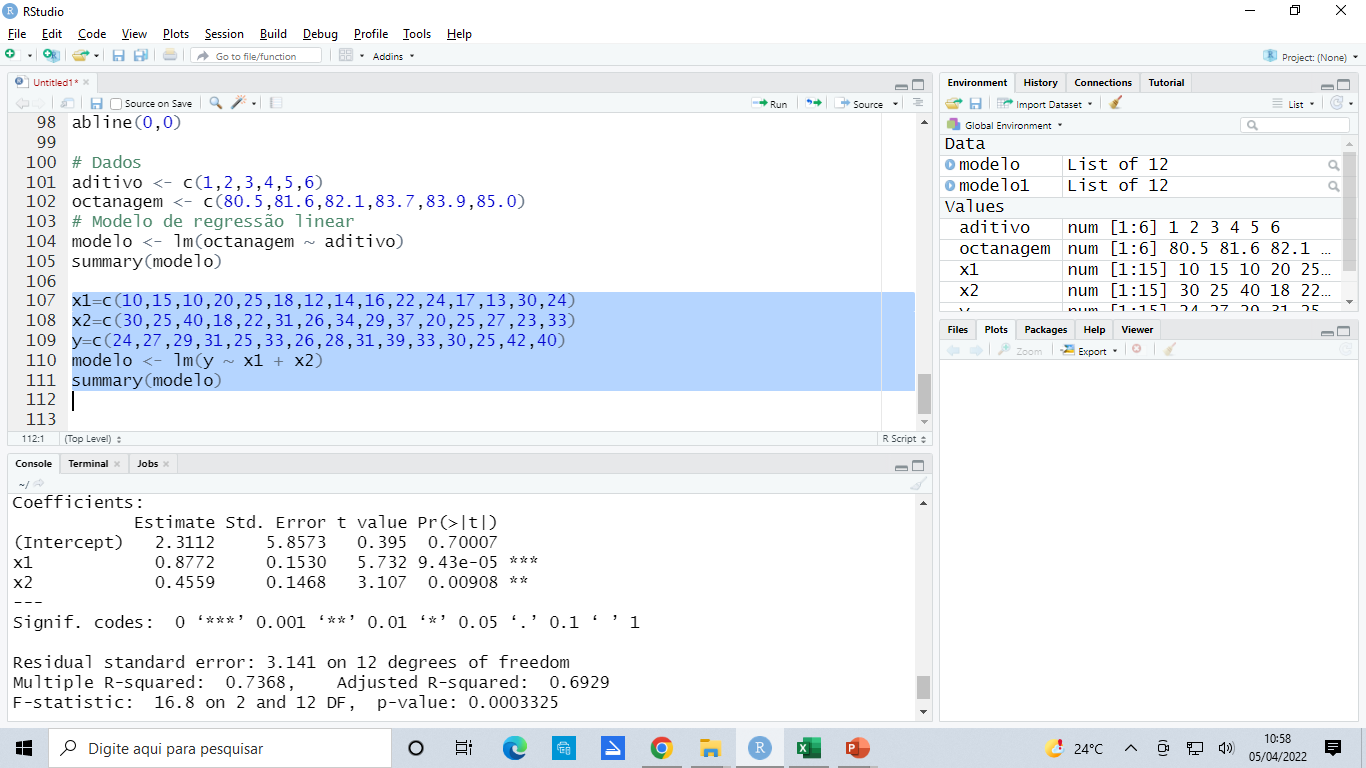 RStudio
File Edit Code View Plots Session Build Debug Profile Tools Help
Go to file/function Addins Project: (None)
Untitled1*
Source on Save Run Source
98 abline(0,0)
99
100 # Dados
101 aditivo <- c(1,2,3,4,5,6)
102 octanagem <- c(80.5,81.6,82.1,83.7,83.9,85.0)
103 # Modelo de regressão linear
104 modelo <- lm(octanagem ~ aditivo)
105 summary(modelo)
106
107 x1=c(10,15,10,20,25,18,12,14,16,22,24,17,13,30,24)
108 x2=c(30,25,40,18,22,31,26,34,29,37,20,25,27,23,33)
109 y=c(24,27,29,31,25,33,26,28,31,39,33,30,25,42,40)
110 modelo <- lm(y ~ x1 + x2)
111 summary(modelo)
112
113
112:1 (Top Level) R Script
Console Terminal Jobs
~/
Coefficients:
Estimate Std. Error t value Pr(>|t|)
(Intercept) 2.3112 5.8573 0.395 0.70007
x1 0.8772 0.1530 5.732 9.43e-05 ***
x2 0.4559 0.1468 3.107 0.00908 **
---
Signif. codes: 0 ‘***’ 0.001 ‘**’ 0.01 ‘*’ 0.05 ‘.’ 0.1 ‘ ’ 1
Residual standard error: 3.141 on 12 degrees of freedom
Multiple R-squared: 0.7368, Adjusted R-squared: 0.6929
F-statistic: 16.8 on 2 and 12 DF, p-value: 0.0003325
Environment History Connections Tutorial
Import Dataset List
Global Environment
Data
modelo List of 12
modelo1 List of 12
Values
aditivo num [1:6] 1 2 3 4 5 6
octanagem num [1:6] 80.5 81.6 82.1 ...
x1 num [1:15] 10 15 10 20 25...
x2 num [1:15] 30 25 40 18 22...
y num [1:15] 24 27 29 31 25...
Files Plots Packages Help Viewer
Zoom Export
Digite aqui para pesquisar
24°C
10:58
05/04/2022